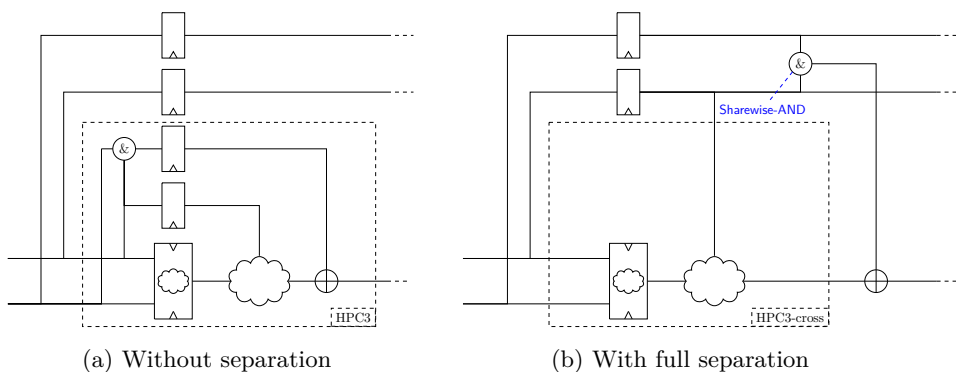 &
&
Sharewise-AND
HPC3
HPC3-cross
(a) Without separation
(b) With full separation